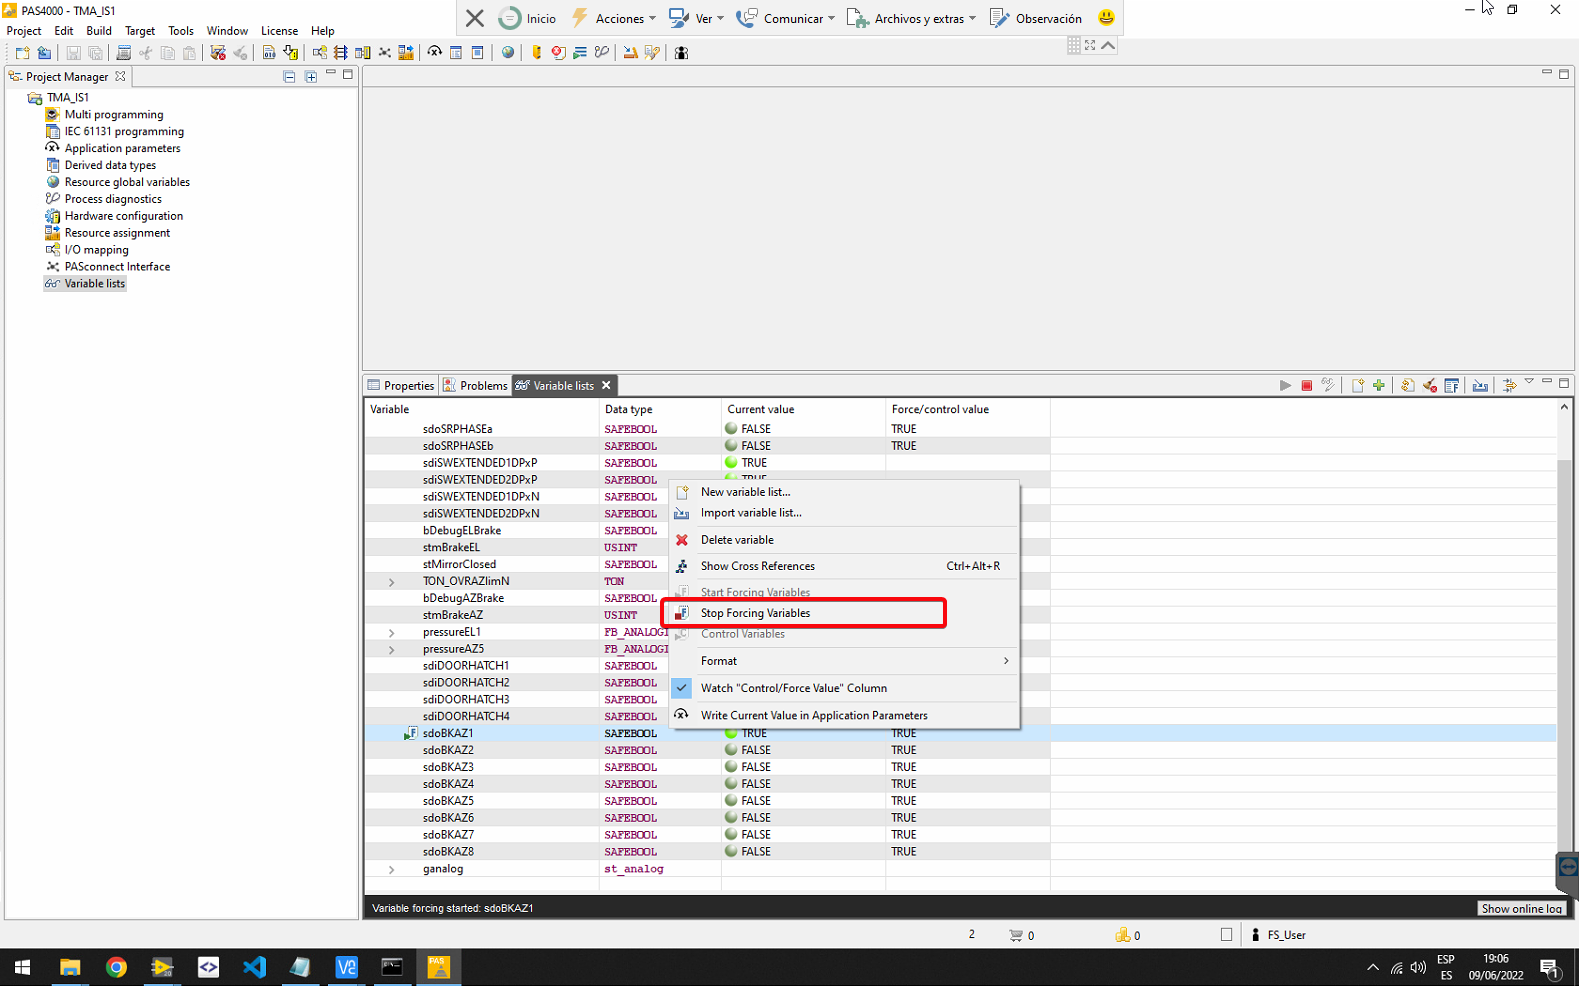 PAS4000 - TMA_IS1
Inicio
Acciones
Ver
Comunicar
Archivos y extras
Observación
Project Edit Build Target Tools Window License Help
Project Manager
TMA_IS1
Multi programming
IEC 61131 programming
Application parameters
Derived data types
Resource global variables
Process diagnostics
Hardware configuration
Resource assignment
I/O mapping
PASconnect Interface
Variable lists
Properties Problems Variable lists
Variable Data type Current value Force/control value
sdoSRPHASEa SAFEBOOL FALSE TRUE
sdoSRPHASEb SAFEBOOL FALSE TRUE
sdiSWEXTENDED1DPxP SAFEBOOL TRUE
sdiSWEXTENDED2DPxP SAFEBOOL TRUE
sdiSWEXTENDED1DPxN SAFEBOOL
sdiSWEXTENDED2DPxN SAFEBOOL
bDebugELBrake SAFEBOOL
stmBrakeEL USINT
stMirrorClosed SAFEBOOL
TON_OVRAZlimN TON
bDebugAZBrake SAFEBOOL
stmBrakeAZ USINT
pressureEL1 FB_ANALOGI
pressureAZ5 FB_ANALOGI
sdiDOORHATCH1 SAFEBOOL
sdiDOORHATCH2 SAFEBOOL
sdiDOORHATCH3 SAFEBOOL
sdiDOORHATCH4 SAFEBOOL
sdoBKAZ1 SAFEBOOL TRUE TRUE
sdoBKAZ2 SAFEBOOL FALSE TRUE
sdoBKAZ3 SAFEBOOL FALSE TRUE
sdoBKAZ4 SAFEBOOL FALSE TRUE
sdoBKAZ5 SAFEBOOL FALSE TRUE
sdoBKAZ6 SAFEBOOL FALSE TRUE
sdoBKAZ7 SAFEBOOL FALSE TRUE
sdoBKAZ8 SAFEBOOL FALSE TRUE
ganalog st_analog
New variable list...
Import variable list...
Delete variable
Show Cross References Ctrl+Alt+R
Start Forcing Variables
Stop Forcing Variables
Control Variables
Format
Watch "Control/Force Value" Column
Write Current Value in Application Parameters
Variable forcing started: sdoBKAZ1
Show online log
2 0 0 FS_User
ESP
ES
19:06
09/06/2022
1